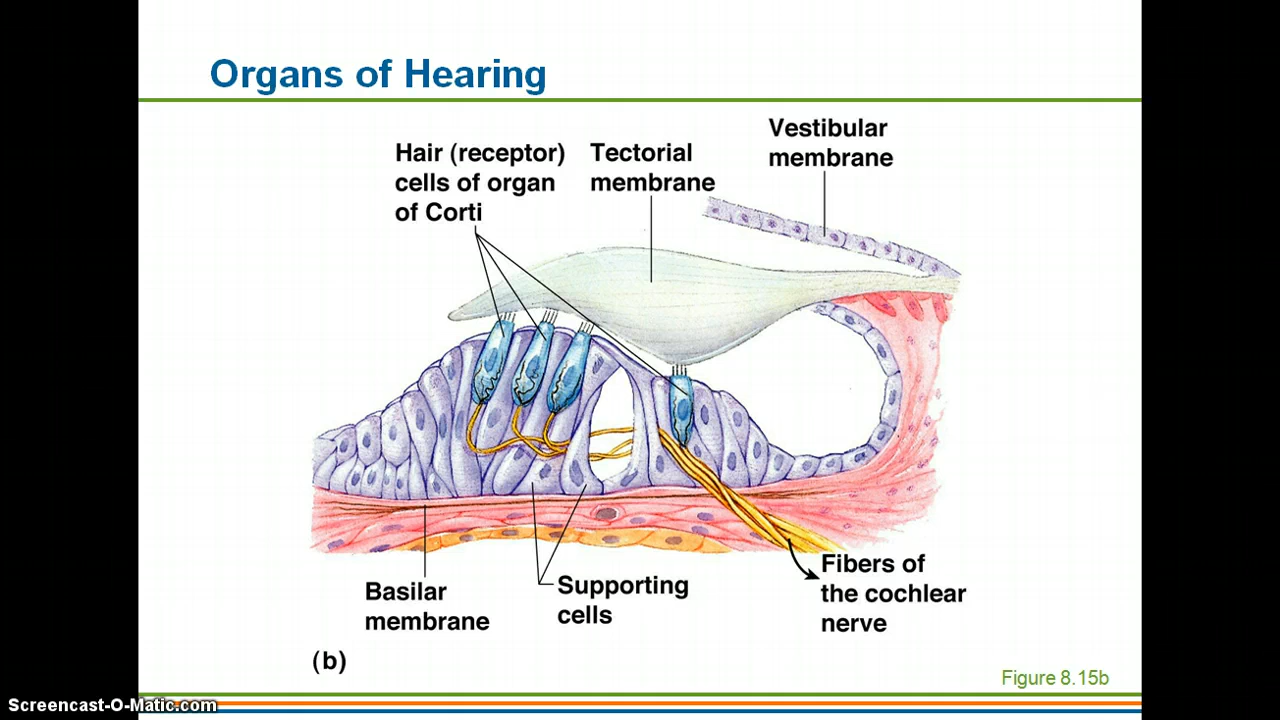 Organs of Hearing
Hair (receptor)
cells of organ
of Corti
Tectorial
membrane
Vestibular
membrane
Basilar
membrane
Supporting
cells
Fibers of
the cochlear
nerve
(b)
Figure 8.15b
Screencast-O-Matic.com